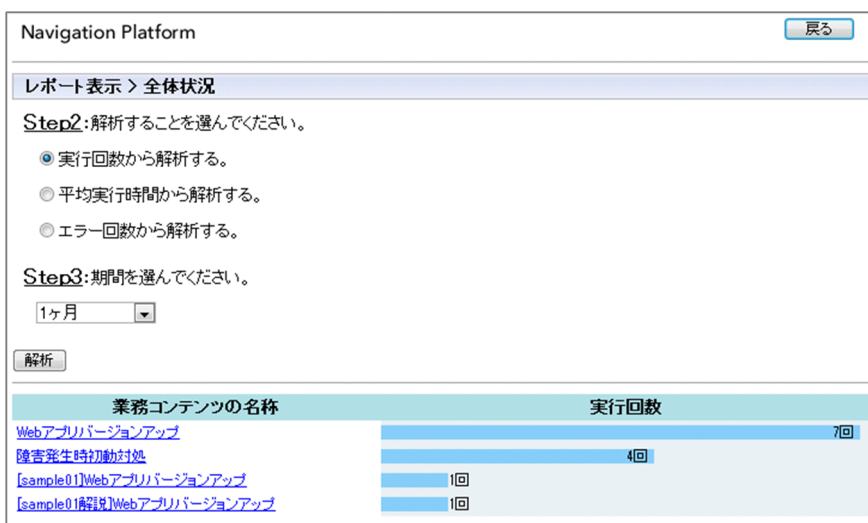 Navigation Platform
戻る
レポート表示 > 全体状況
Step2:解析することを選んでください。
実行回数から解析する。
平均実行時間から解析する。
エラー回数から解析する。
Step3:期間を選んでください。
1ヶ月
解析
業務コンテンツの名称 実行回数
Webアプリバージョンアップ 7回
障害発生時初動対処 4回
[sample01]Webアプリバージョンアップ 1回
[sample01解説]Webアプリバージョンアップ 1回